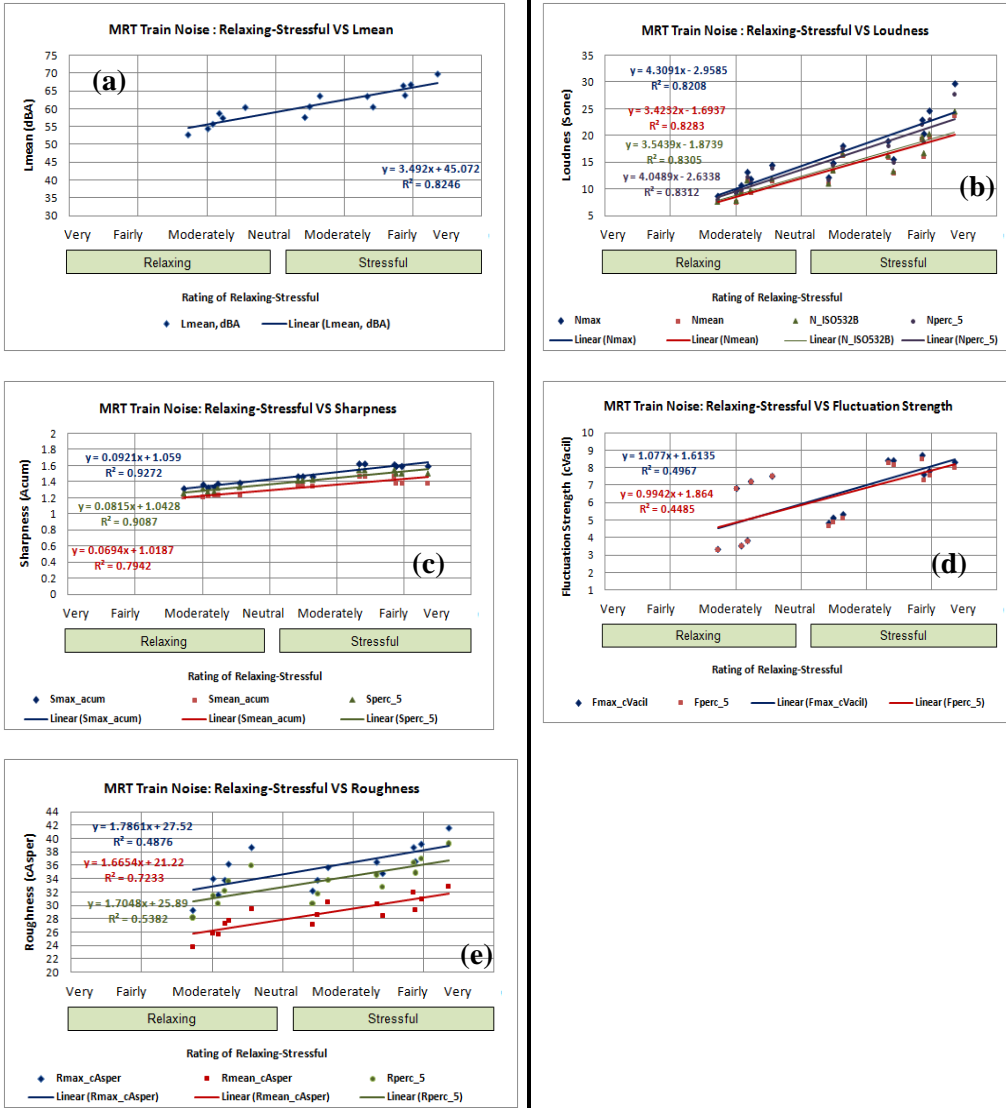 MRT Train Noise : Relaxing-Stressful VS Lmean
(a)
Lmean (dBA)
75
70
65
60
55
50
45
40
35
30
y = 3.492x + 45.072
R² = 0.8246
Very Fairly Moderately Neutral Moderately Fairly Very
Relaxing Stressful
Rating of Relaxing-Stressful
Lmean, dBA Linear (Lmean, dBA)
MRT Train Noise : Relaxing-Stressful VS Loudness
Loudnes (Sone)
35
30
25
20
15
10
5
y = 4.3091x - 2.9585
R² = 0.8208
y = 3.4232x - 1.6937
R² = 0.8283
y = 3.5439x - 1.8739
R² = 0.8305
y = 4.0489x - 2.6338
R² = 0.8312
(b)
Very Fairly Moderately Neutral Moderately Fairly Very
Relaxing Stressful
Rating of Relaxing-Stressful
Nmax Nmean N_ISO532B Nperc_5
Linear (Nmax) Linear (Nmean) Linear (N_ISO532B) Linear (Nperc_5)
MRT Train Noise: Relaxing-Stressful VS Sharpness
Sharpness (Acum)
2
1.8
1.6
1.4
1.2
1
0.8
0.6
0.4
0.2
0
y = 0.0921x + 1.059
R² = 0.9272
y = 0.0815x + 1.0428
R² = 0.9087
y = 0.0694x + 1.0187
R² = 0.7942
(c)
Very Fairly Moderately Neutral Moderately Fairly Very
Relaxing Stressful
Rating of Relaxing-Stressful
Smax_acum Smean_acum Sperc_5
Linear (Smax_acum) Linear (Smean_acum) Linear (Sperc_5)
MRT Train Noise: Relaxing-Stressful VS Fluctuation Strength
Fluctuation Strength (cVacil)
10
9
8
7
6
5
4
3
2
1
y = 1.077x + 1.6135
R² = 0.4967
y = 0.9942x + 1.864
R² = 0.4485
(d)
Very Fairly Moderately Neutral Moderately Fairly Very
Relaxing Stressful
Rating of Relaxing-Stressful
Fmax_cVacil Fperc_5 Linear (Fmax_cVacil) Linear (Fperc_5)
MRT Train Noise: Relaxing-Stressful VS Roughness
Roughness (cAsper)
44
42
40
38
36
34
32
30
28
26
24
22
20
y = 1.7861x + 27.52
R² = 0.4876
y = 1.6654x + 21.22
R² = 0.7233
y = 1.7048x + 25.89
R² = 0.5382
(e)
Very Fairly Moderately Neutral Moderately Fairly Very
Relaxing Stressful
Rating of Relaxing-Stressful
Rmax_cAsper Rmean_cAsper Rperc_5
Linear (Rmax_cAsper) Linear (Rmean_cAsper) Linear (Rperc_5)